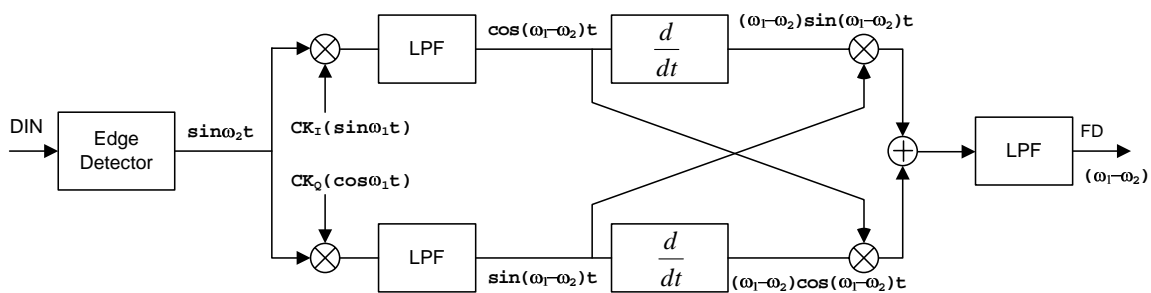 cos(ω₁−ω₂)t
(ω₁−ω₂)sin(ω₁−ω₂)t
LPF
d
dt
DIN
Edge
Detector
sinω₂t
CK_I(sinω₁t)
CK_Q(cosω₁t)
LPF
FD
(ω₁−ω₂)
LPF
d
dt
sin(ω₁−ω₂)t
(ω₁−ω₂)cos(ω₁−ω₂)t